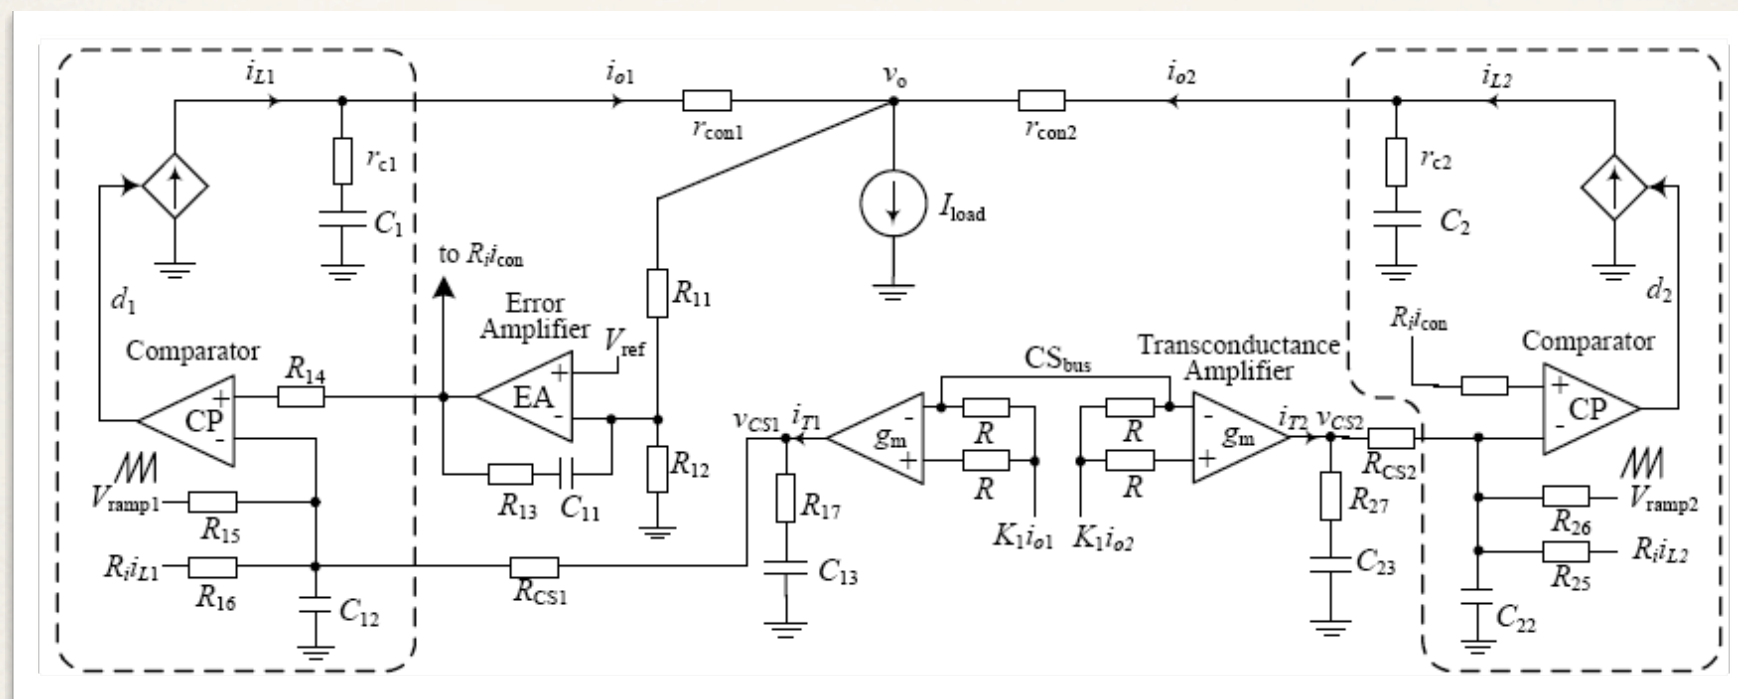 iL1
io1
vo
io2
iL2
rcon1
rcon2
rc1
C1
Iload
rc2
C2
to Riicon
d1
Error
Amplifier
R11
Vref
d2
Riicon
Comparator
R14
CP
+
-
EA
+
-
CSbus
Transconductance
Amplifier
Comparator
CP
+
-
vCS1
iT1
gm
-
+
R
R
R
R
-
+
gm
iT2
vCS2
RCS2
R12
R13
C11
R17
R27
Vramp1
R15
Vramp2
R26
K1io1
K1io2
RiiL1
R16
RCS1
C13
C23
RiiL2
R25
C12
C22